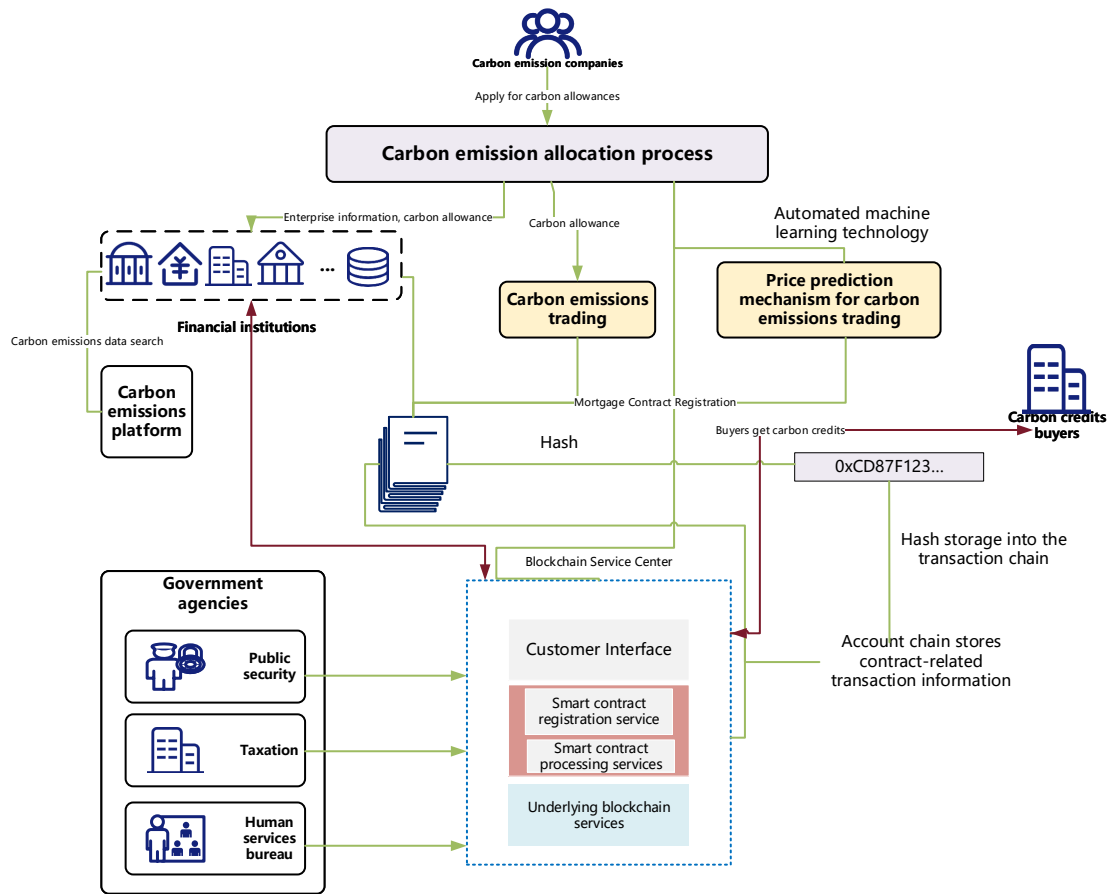 Carbon emission companies
Apply for carbon allowances
Carbon emission allocation process
Enterprise information, carbon allowance
Carbon allowance
Automated machine
learning technology
...
Financial institutions
Carbon emissions
trading
Price prediction
mechanism for carbon
emissions trading
Carbon emissions data search
Carbon
emissions
platform
Mortgage Contract Registration
Carbon credits
buyers
Buyers get carbon credits
Hash
0xCD87F123...
Hash storage into the
transaction chain
Blockchain Service Center
Government
agencies
Public
security
Taxation
Human
services
bureau
Customer Interface
Smart contract
registration service
Smart contract
processing services
Underlying blockchain
services
Account chain stores
contract-related
transaction information